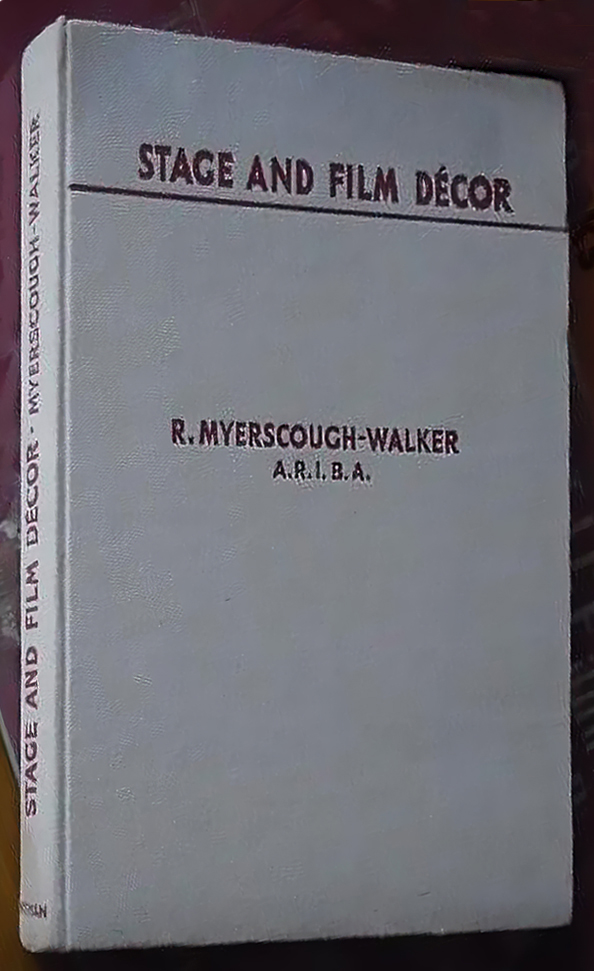 STAGE AND FILM DÉCOR
R. MYERSCOUGH-WALKER
A.R.I.B.A.
STAGE AND FILM DÉCOR · MYERSCOUGH-WALKER